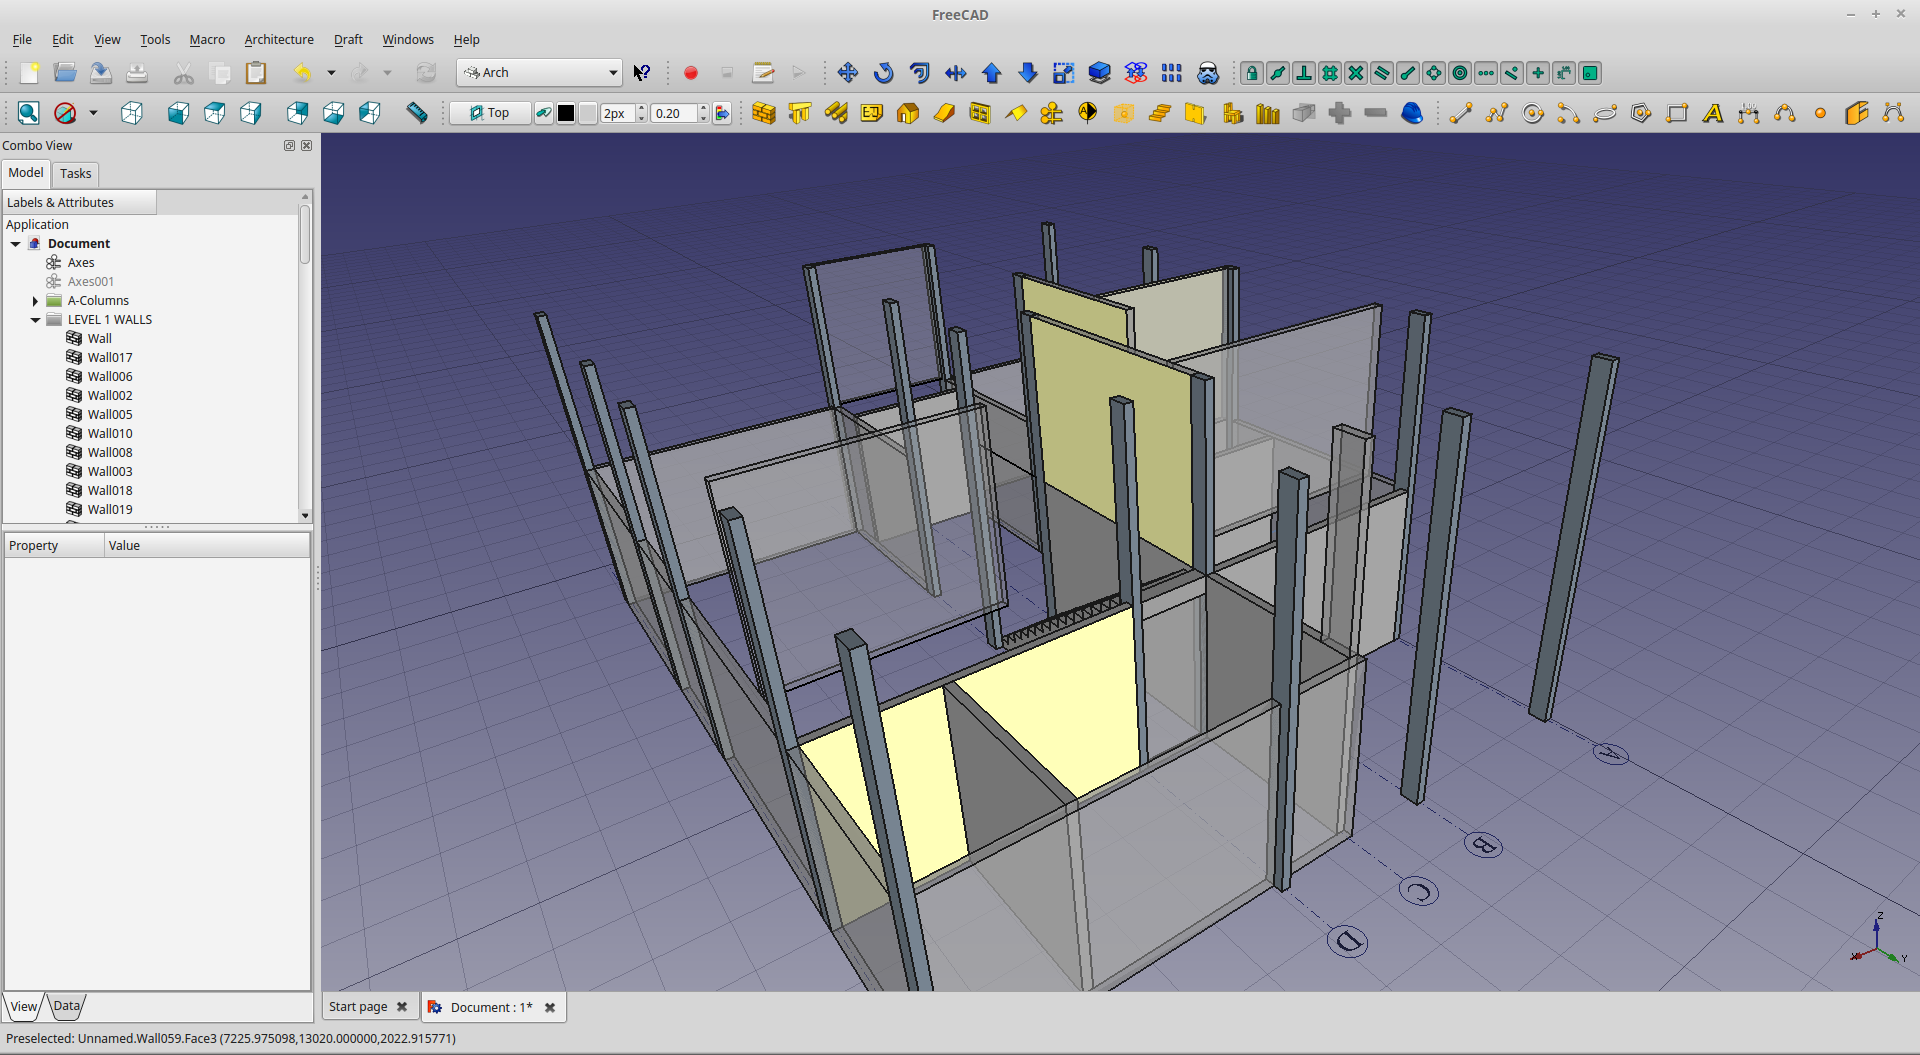 FreeCAD
File Edit View Tools Macro Architecture Draft Windows Help
Arch
Top 2px 0.20
Combo View
Model Tasks
Labels & Attributes
Application
Document
Axes
Axes001
A-Columns
LEVEL 1 WALLS
Wall
Wall017
Wall006
Wall002
Wall005
Wall010
Wall008
Wall003
Wall018
Wall019
Property Value
A
B
C
D
Z
X
Y
View Data
Start page Document : 1*
Preselected: Unnamed.Wall059.Face3 (7225.975098,13020.000000,2022.915771)